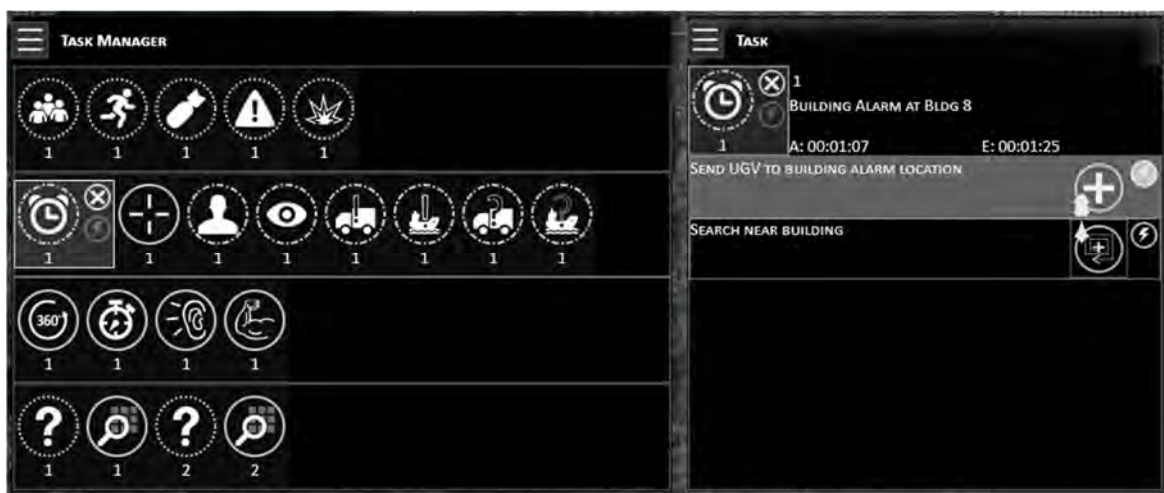 TASK MANAGER
1 1 1 1 1
1 1 1 1 1 1 1 1
360°
1 1 1 1
? ? 
1 1 2 2
TASK
1
BUILDING ALARM AT BLDG 8
1 A: 00:01:07 E: 00:01:25
SEND UGV TO BUILDING ALARM LOCATION
SEARCH NEAR BUILDING